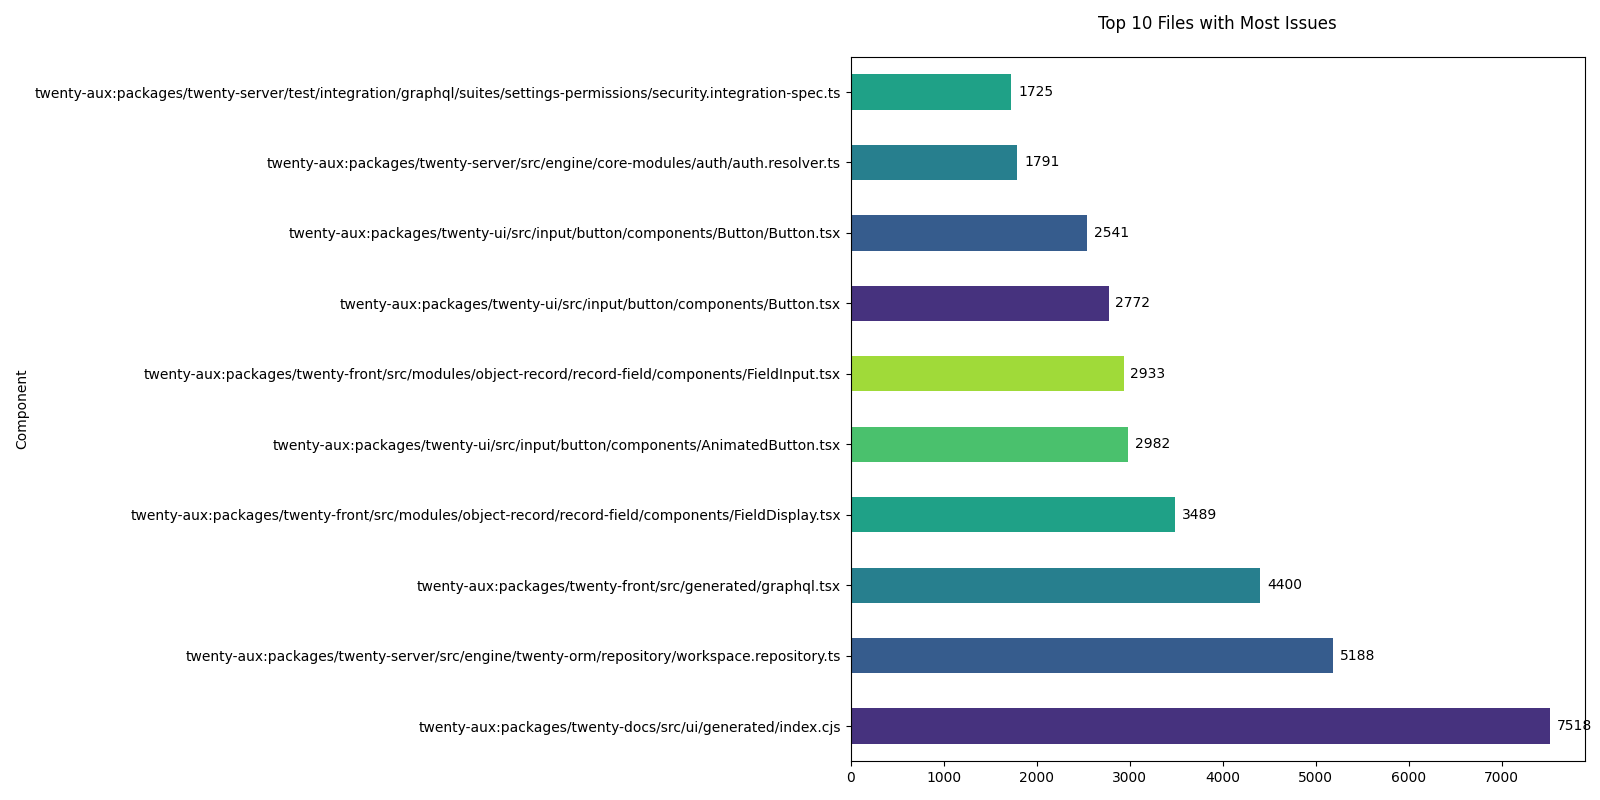 Top 10 Files with Most Issues
Component
twenty-aux:packages/twenty-server/test/integration/graphql/suites/settings-permissions/security.integration-spec.ts 1725
twenty-aux:packages/twenty-server/src/engine/core-modules/auth/auth.resolver.ts 1791
twenty-aux:packages/twenty-ui/src/input/button/components/Button/Button.tsx 2541
twenty-aux:packages/twenty-ui/src/input/button/components/Button.tsx 2772
twenty-aux:packages/twenty-front/src/modules/object-record/record-field/components/FieldInput.tsx 2933
twenty-aux:packages/twenty-ui/src/input/button/components/AnimatedButton.tsx 2982
twenty-aux:packages/twenty-front/src/modules/object-record/record-field/components/FieldDisplay.tsx 3489
twenty-aux:packages/twenty-front/src/generated/graphql.tsx 4400
twenty-aux:packages/twenty-server/src/engine/twenty-orm/repository/workspace.repository.ts 5188
twenty-aux:packages/twenty-docs/src/ui/generated/index.cjs 7518
0 1000 2000 3000 4000 5000 6000 7000